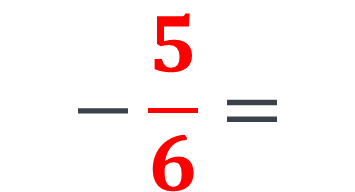 − 5/6 =